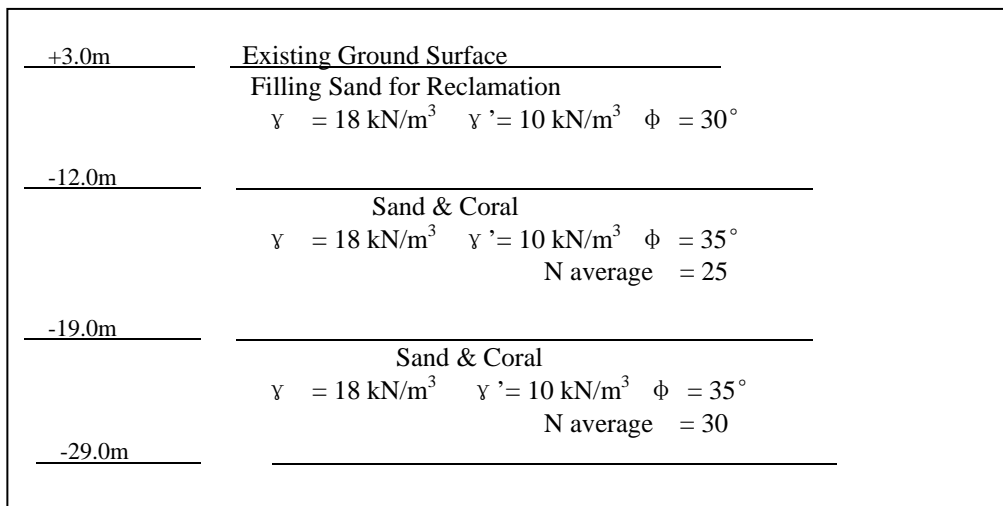 +3.0m Existing Ground Surface
Filling Sand for Reclamation
γ = 18 kN/m³ γ’= 10 kN/m³ φ = 30°
-12.0m
Sand & Coral
γ = 18 kN/m³ γ’= 10 kN/m³ φ = 35°
N average = 25
-19.0m
Sand & Coral
γ = 18 kN/m³ γ’= 10 kN/m³ φ = 35°
N average = 30
-29.0m